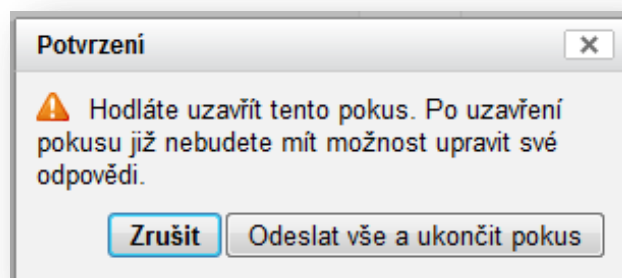 Potvrzení
Hodláte uzavřít tento pokus. Po uzavření
pokusu již nebudete mít možnost upravit své
odpovědi.
Zrušit Odeslat vše a ukončit pokus